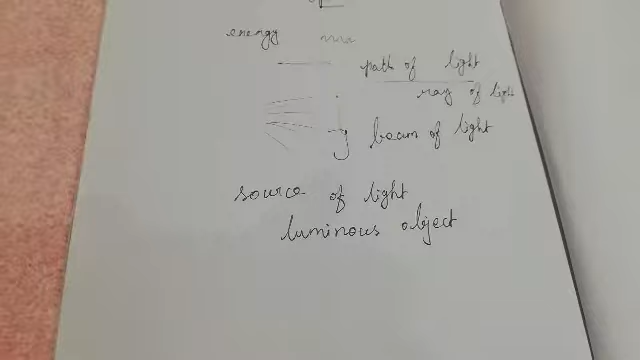 energy
path of light
ray of light
beam of light
source of light
luminous object